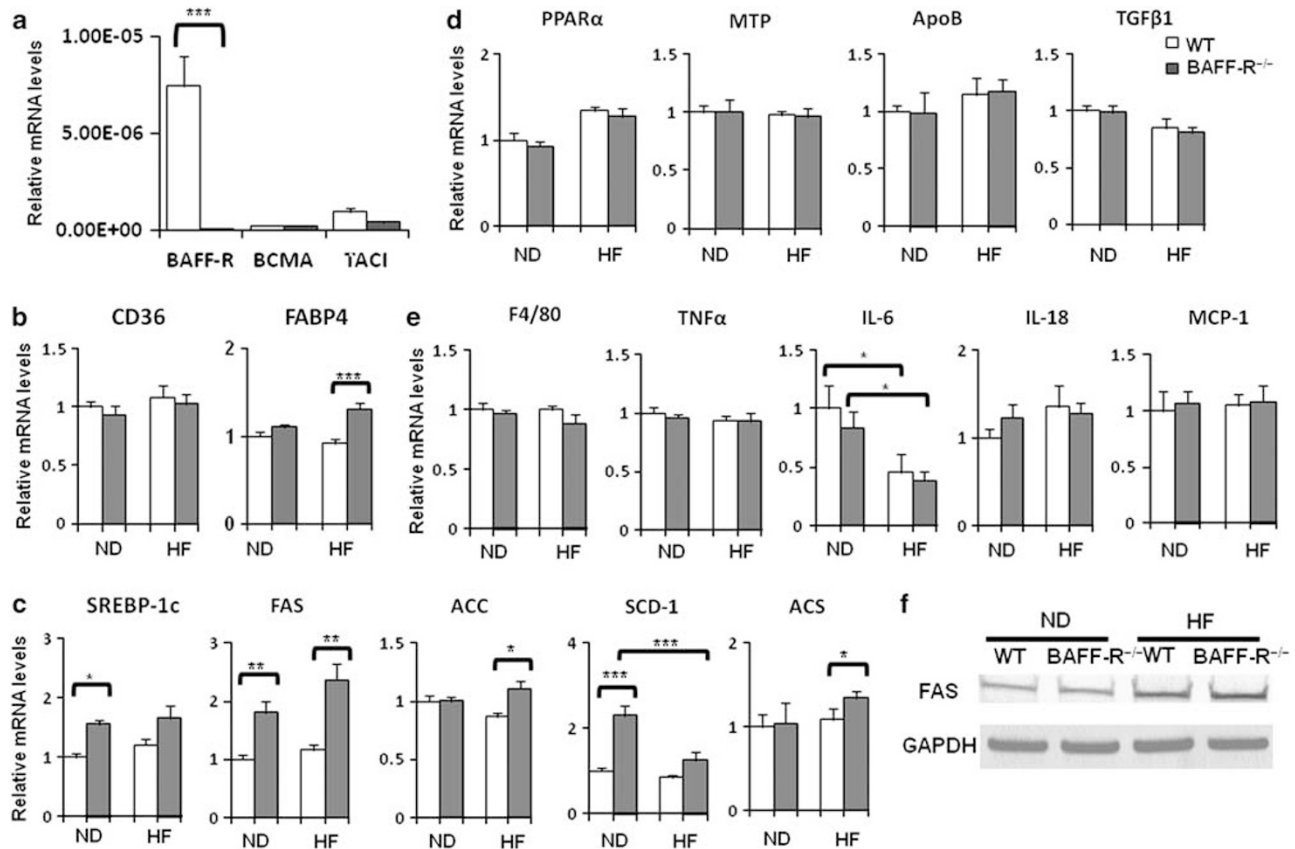 a
***
1.00E-05
5.00E-06
0.00E+00
Relative mRNA levels
BAFF-R BCMA TACI
d
PPARα MTP ApoB TGFβ1
WT
BAFF-R−/−
Relative mRNA levels
2 1.5 1.5 1.5
1 1 1 1
0.5 0.5 0.5
0 0 0 0
ND HF ND HF ND HF ND HF
b
CD36 FABP4
Relative mRNA levels
1.5 2
***
1 1
0.5
0 0
ND HF ND HF
e
F4/80 TNFα IL-6 IL-18 MCP-1
1.5 1.5 1.5 2 1.5
*
*
1 1 1 1 1
0.5 0.5 0.5 0.5
0 0 0 0 0
ND HF ND HF ND HF ND HF ND HF
c
SREBP-1c FAS ACC SCD-1 ACS
Relative mRNA levels
3 3 1.5 4 2
* ** ** * *** *** *
2 2 1 2 1
1 1 0.5
0 0 0 0 0
ND HF ND HF ND HF ND HF ND HF
f
ND HF
WT BAFF-R−/− WT BAFF-R−/−
FAS
GAPDH